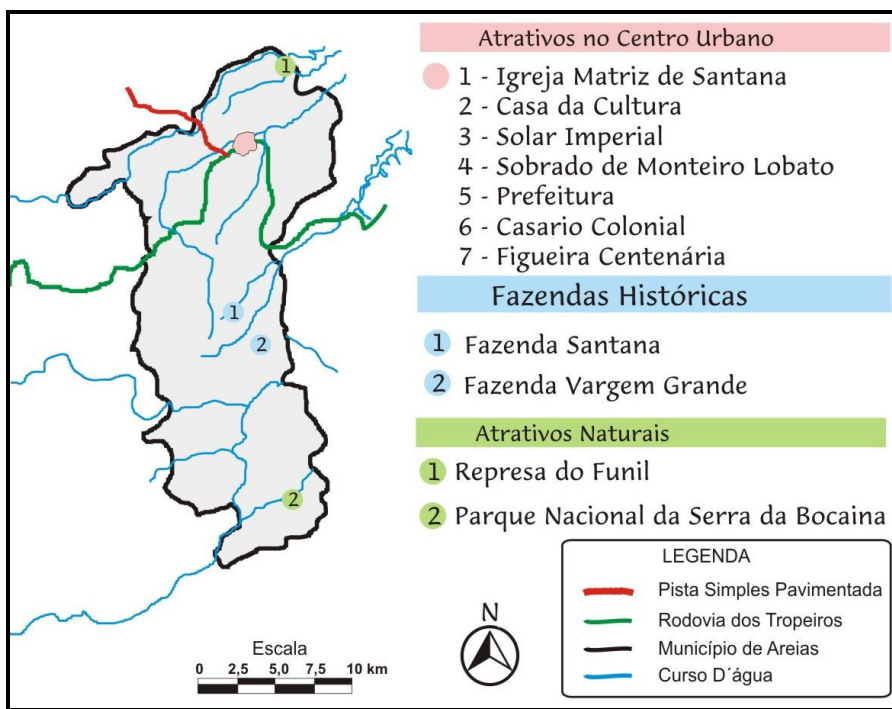 Atrativos no Centro Urbano
1 - Igreja Matriz de Santana
2 - Casa da Cultura
3 - Solar Imperial
4 - Sobrado de Monteiro Lobato
5 - Prefeitura
6 - Casario Colonial
7 - Figueira Centenária
Fazendas Históricas
1 Fazenda Santana
2 Fazenda Vargem Grande
Atrativos Naturais
1 Represa do Funil
2 Parque Nacional da Serra da Bocaina
LEGENDA
Pista Simples Pavimentada
Rodovia dos Tropeiros
Município de Areias
Curso D´água
N
Escala
0 2,5 5,0 7,5 10 km
1
1
2
2